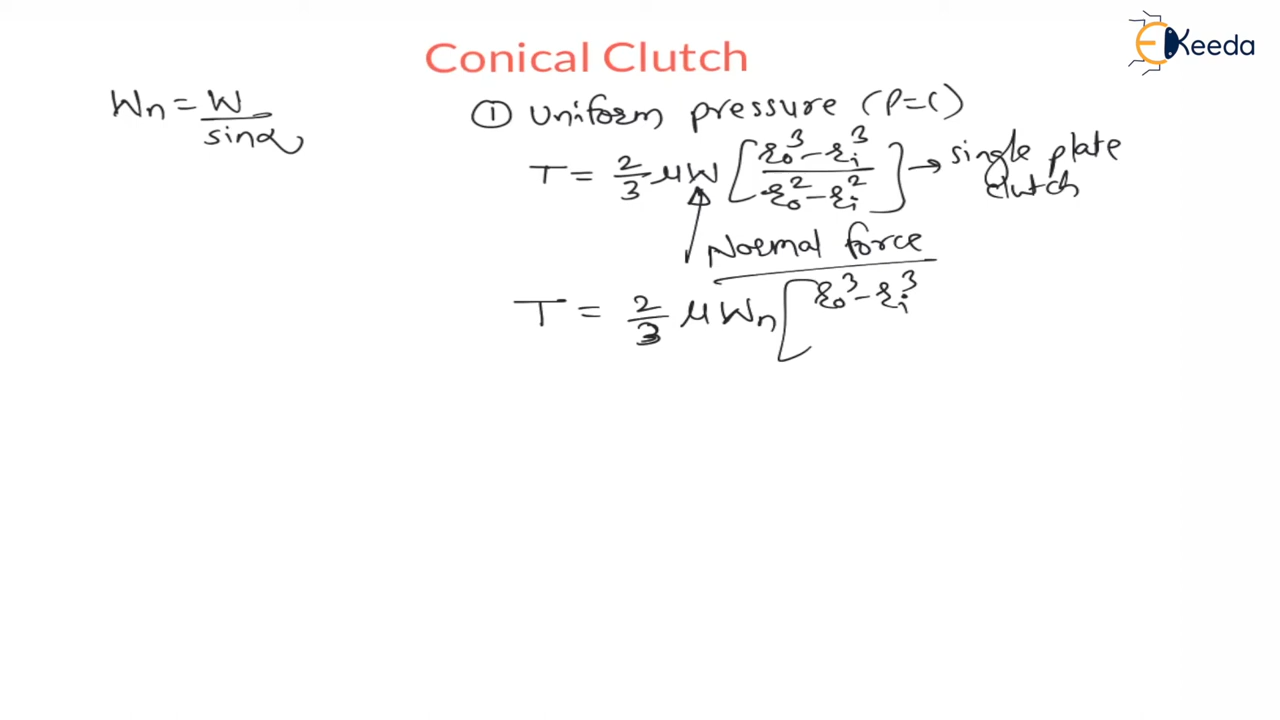 Conical Clutch
EKeeda
Wn = W / sinα
① Uniform pressure (P=C)
T = 2/3 μW [ r₀³ - rᵢ³ / r₀² - rᵢ² ] → single plate clutch
Normal force
T = 2/3 μWn [ r₀³ - rᵢ³